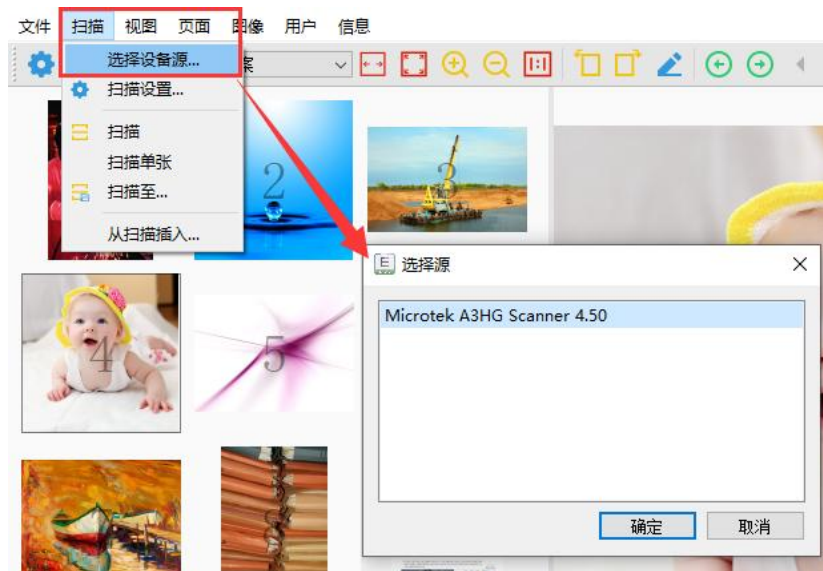 文件 扫描 视图 页面 图像 用户 信息
选择设备源...
案
扫描设置...
扫描
扫描单张
扫描至...
从扫描插入...
2
3
4
5
选择源
Microtek A3HG Scanner 4.50
确定 取消